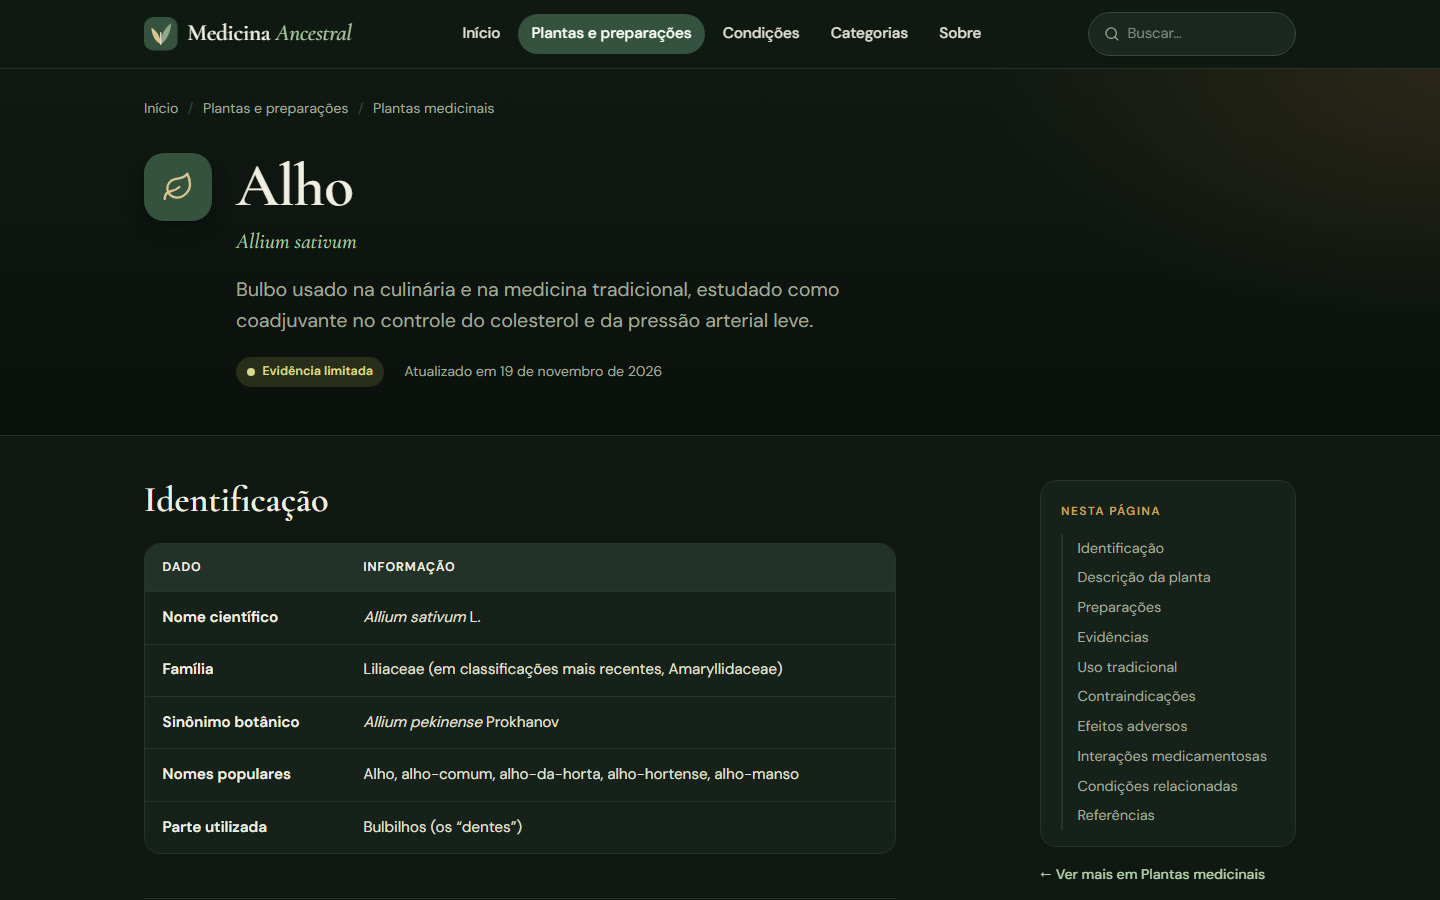 Medicina Ancestral
Início
Plantas e preparações
Condições
Categorias
Sobre
Buscar...
Início / Plantas e preparações / Plantas medicinais
Alho
Allium sativum
Bulbo usado na culinária e na medicina tradicional, estudado como
coadjuvante no controle do colesterol e da pressão arterial leve.
Evidência limitada
Atualizado em 19 de novembro de 2026
Identificação
DADO INFORMAÇÃO
Nome científico Allium sativum L.
Família Liliaceae (em classificações mais recentes, Amaryllidaceae)
Sinônimo botânico Allium pekinense Prokhanov
Nomes populares Alho, alho-comum, alho-da-horta, alho-hortense, alho-manso
Parte utilizada Bulbilhos (os “dentes”)
NESTA PÁGINA
Identificação
Descrição da planta
Preparações
Evidências
Uso tradicional
Contraindicações
Efeitos adversos
Interações medicamentosas
Condições relacionadas
Referências
← Ver mais em Plantas medicinais